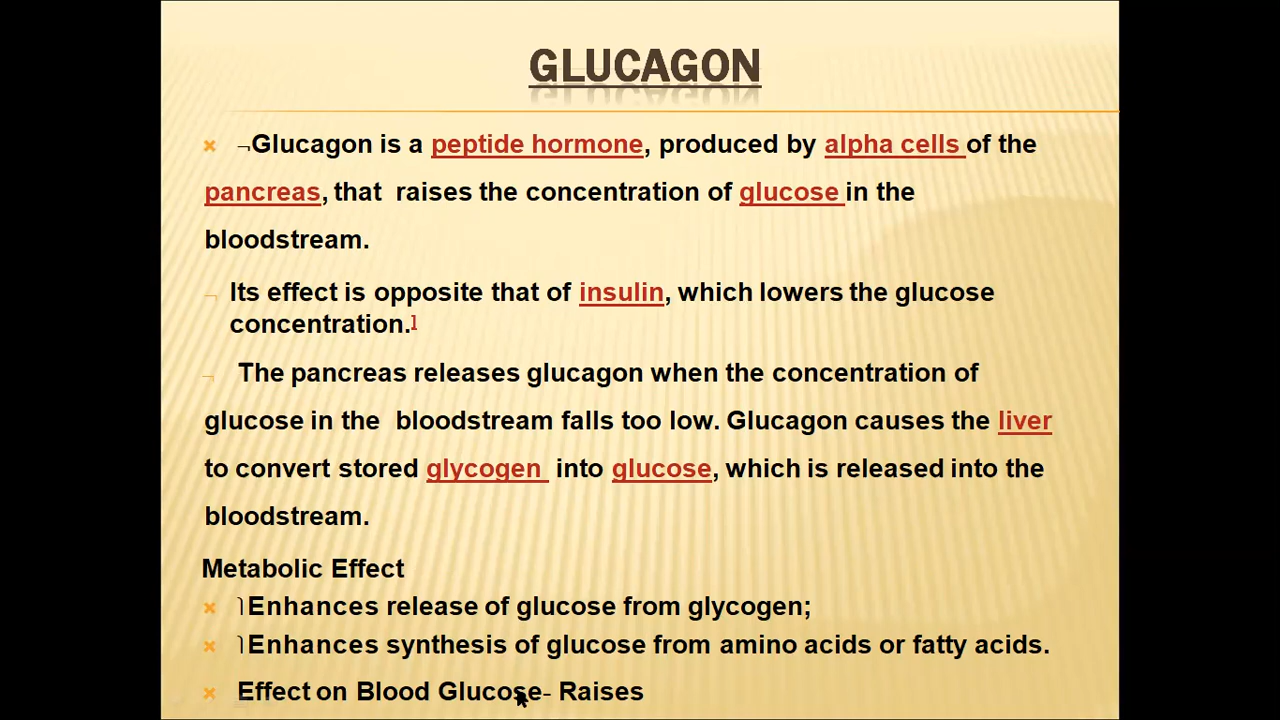 GLUCAGON
¬Glucagon is a peptide hormone, produced by alpha cells of the
pancreas, that raises the concentration of glucose in the
bloodstream.
¬ Its effect is opposite that of insulin, which lowers the glucose
concentration.]
¬ The pancreas releases glucagon when the concentration of
glucose in the bloodstream falls too low. Glucagon causes the liver
to convert stored glycogen into glucose, which is released into the
bloodstream.
Metabolic Effect
Enhances release of glucose from glycogen;
Enhances synthesis of glucose from amino acids or fatty acids.
Effect on Blood Glucose- Raises